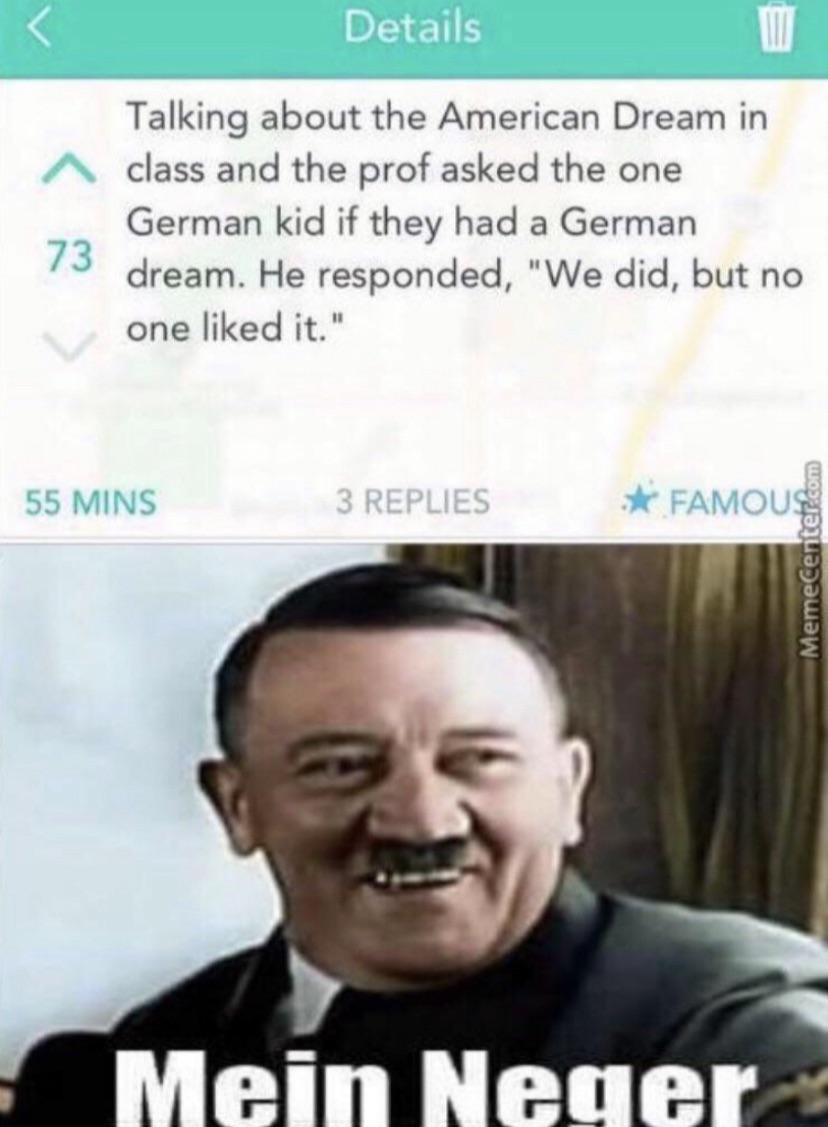 Details
Talking about the American Dream in
class and the prof asked the one
German kid if they had a German
dream. He responded, "We did, but no
one liked it."
73
55 MINS
3 REPLIES
FAMOUS
MemeCenter.com
Mein Neger